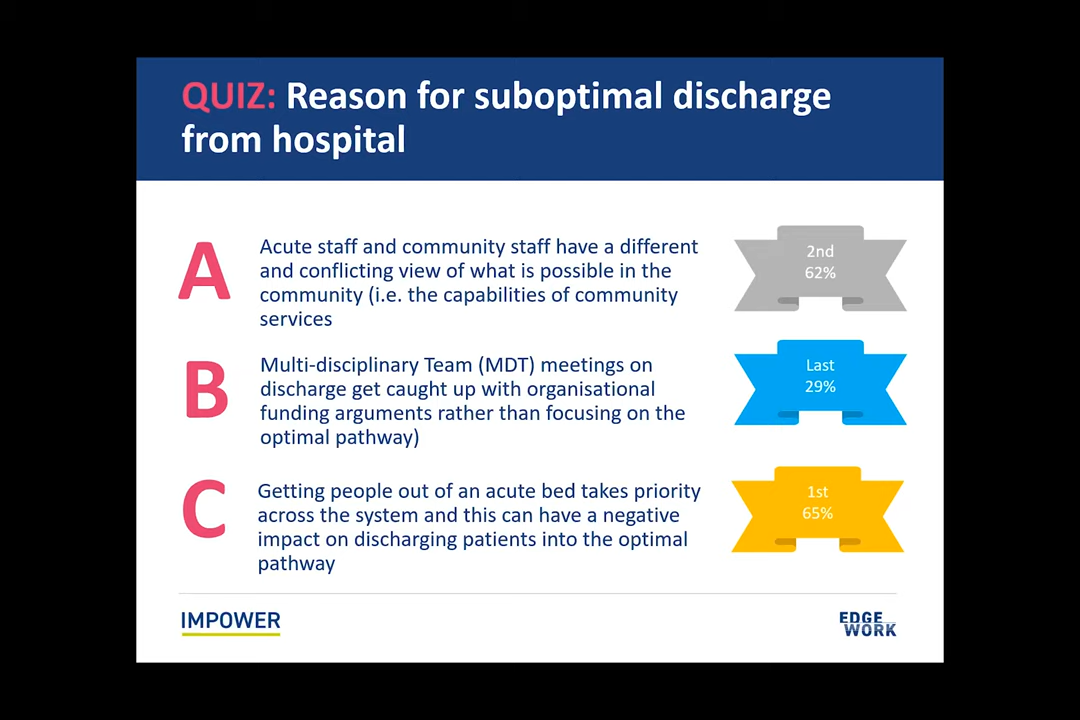 QUIZ: Reason for suboptimal discharge
from hospital
A
Acute staff and community staff have a different
and conflicting view of what is possible in the
community (i.e. the capabilities of community
services
2nd
62%
B
Multi-disciplinary Team (MDT) meetings on
discharge get caught up with organisational
funding arguments rather than focusing on the
optimal pathway)
Last
29%
C
Getting people out of an acute bed takes priority
across the system and this can have a negative
impact on discharging patients into the optimal
pathway
1st
65%
IMPOWER
EDGE
WORK